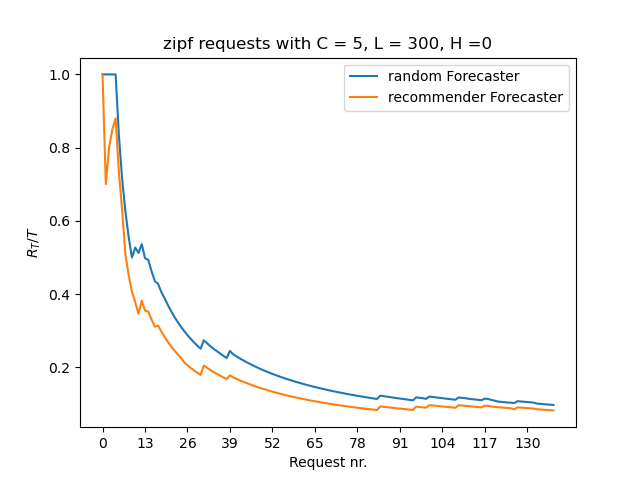 zipf requests with C = 5, L = 300, H =0
random Forecaster
recommender Forecaster
1.0
0.8
0.6
0.4
0.2
R_T/T
0 13 26 39 52 65 78 91 104 117 130
Request nr.